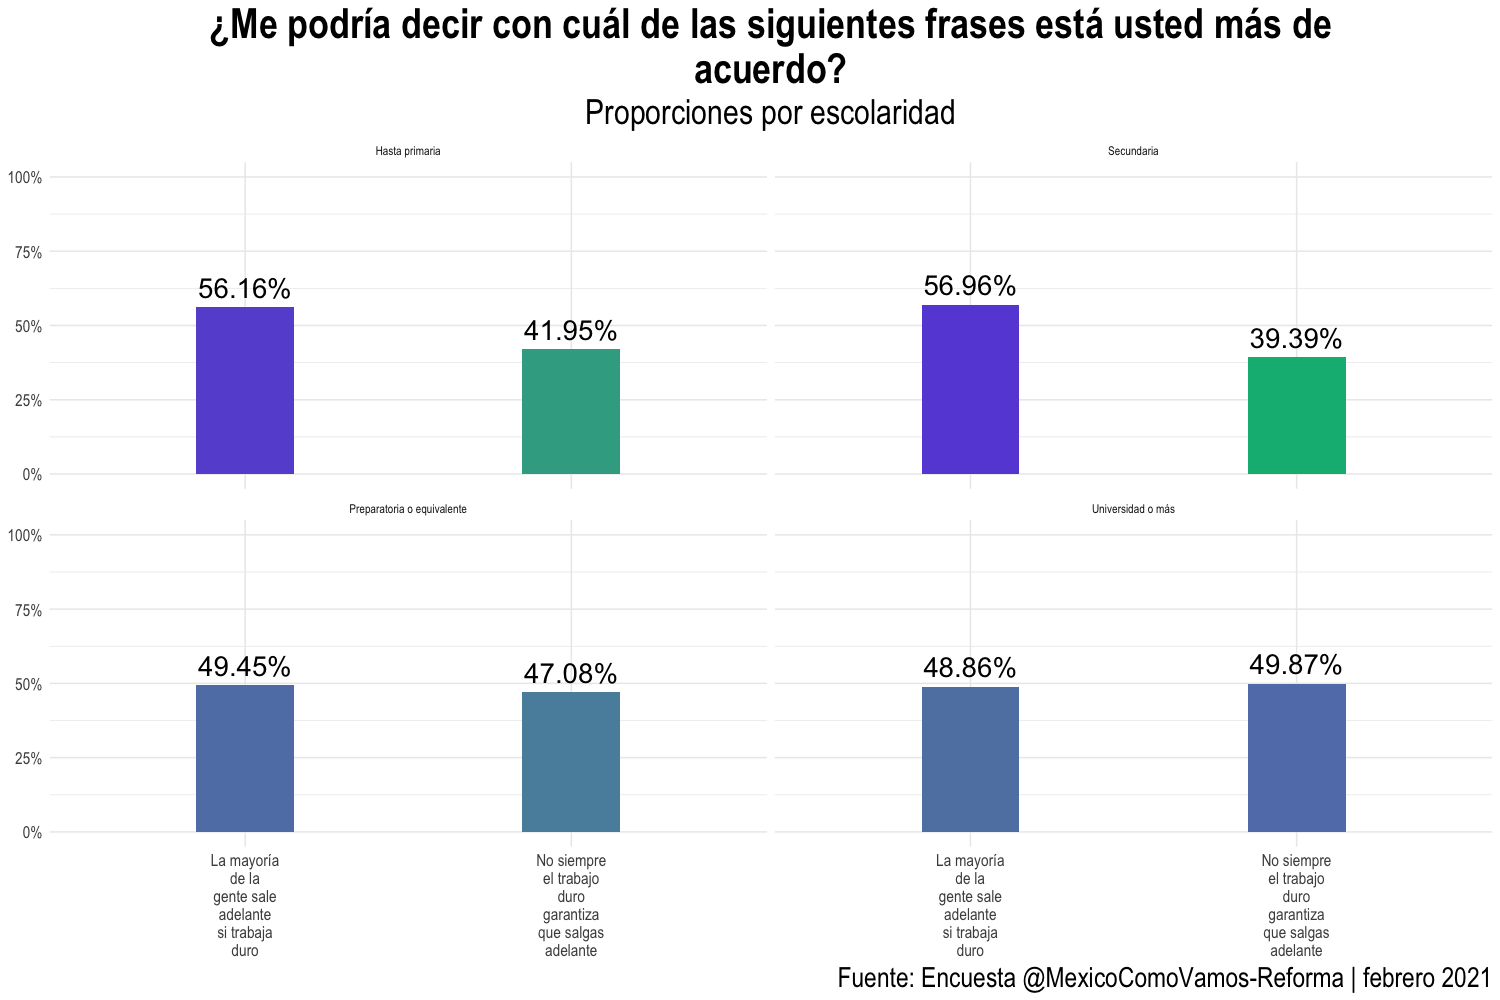 ¿Me podría decir con cuál de las siguientes frases está usted más de
acuerdo?
Proporciones por escolaridad
Hasta primaria
Secundaria
100%
75%
50%
25%
0%
56.16%
41.95%
56.96%
39.39%
Preparatoria o equivalente
Universidad o más
100%
75%
50%
25%
0%
49.45%
47.08%
48.86%
49.87%
La mayoría
de la
gente sale
adelante
si trabaja
duro
No siempre
el trabajo
duro
garantiza
que salgas
adelante
La mayoría
de la
gente sale
adelante
si trabaja
duro
No siempre
el trabajo
duro
garantiza
que salgas
adelante
Fuente: Encuesta @MexicoComoVamos-Reforma | febrero 2021